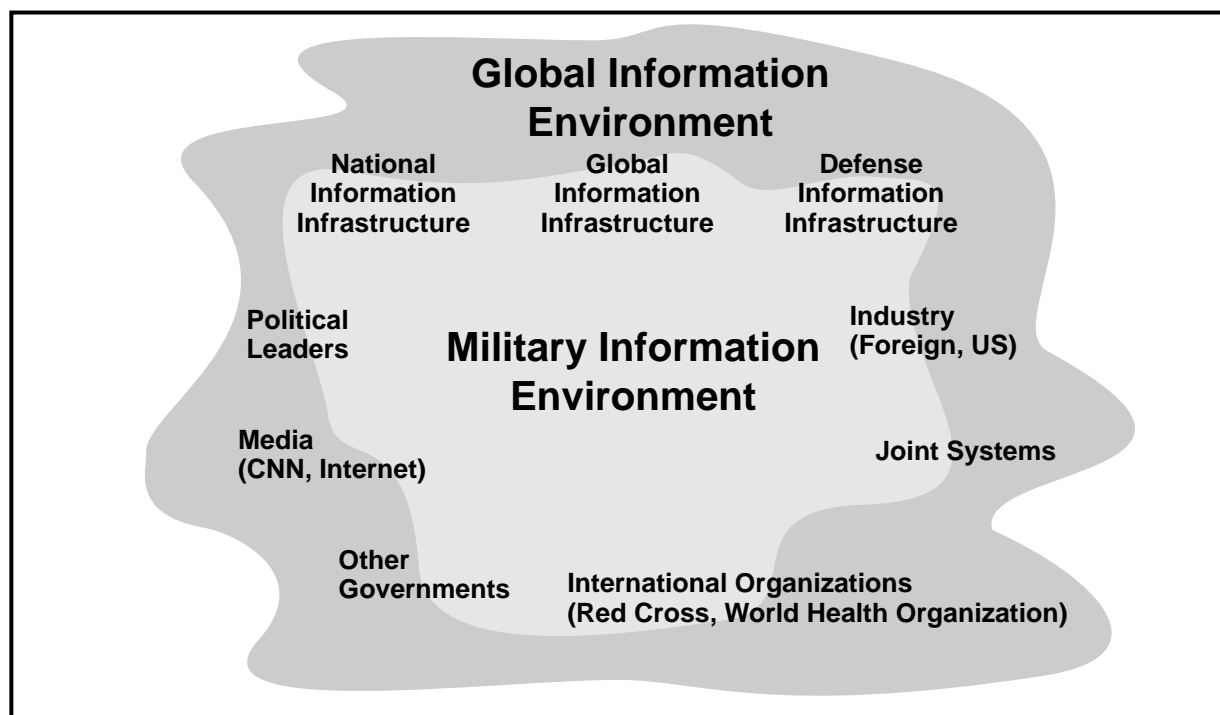 Global Information
Environment
National
Information
Infrastructure
Global
Information
Infrastructure
Defense
Information
Infrastructure
Political
Leaders
Military Information
Environment
Industry
(Foreign, US)
Media
(CNN, Internet)
Joint Systems
Other
Governments
International Organizations
(Red Cross, World Health Organization)